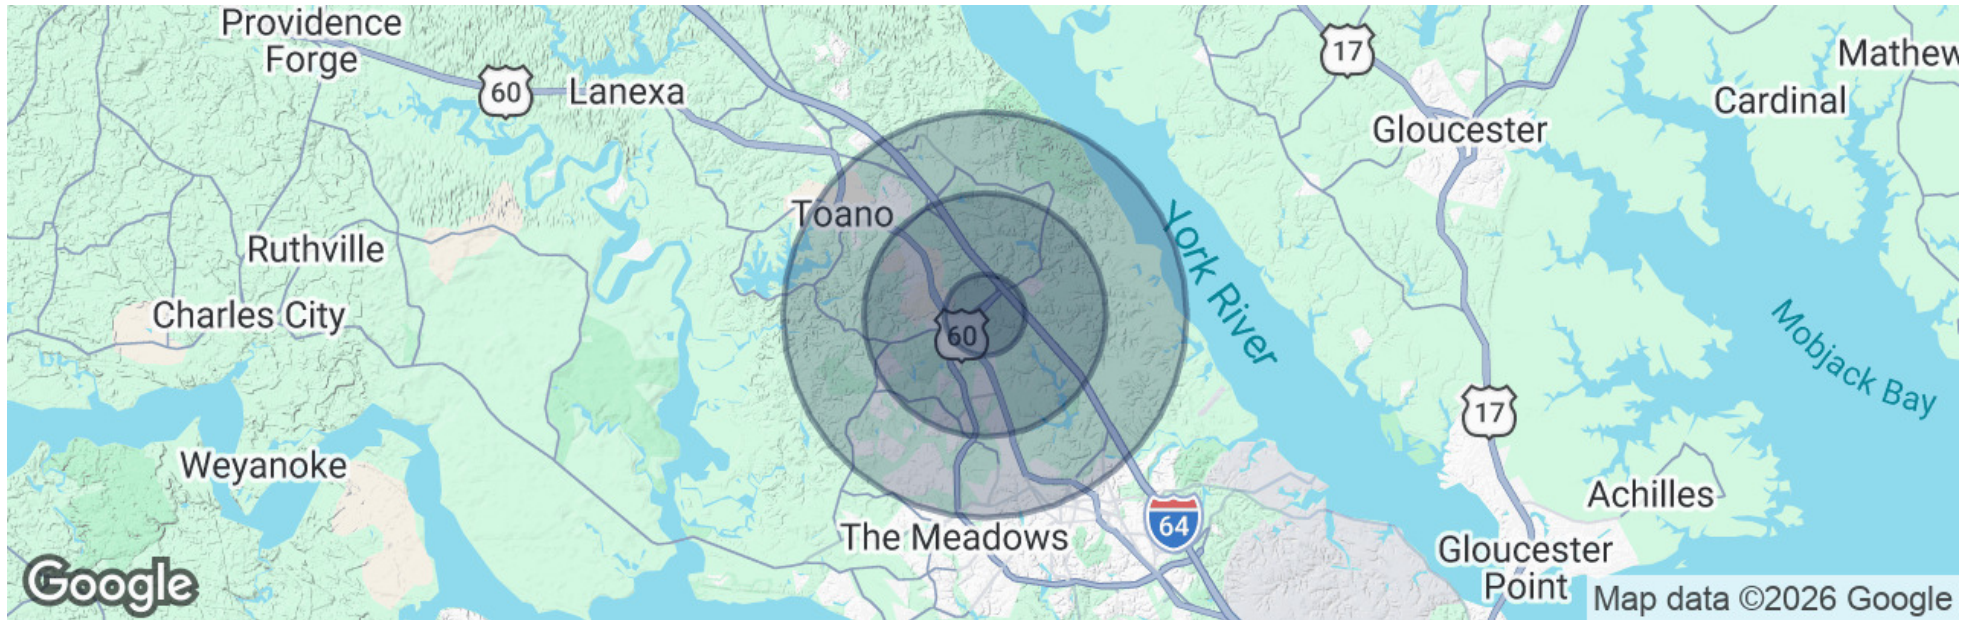 Providence
Forge
60
Lanexa
17
Mathew
Cardinal
Gloucester
Toano
York River
Ruthville
Charles City
60
Mobjack Bay
17
Weyanoke
Achilles
The Meadows
64
Gloucester
Point
Google
Map data ©2026 Google